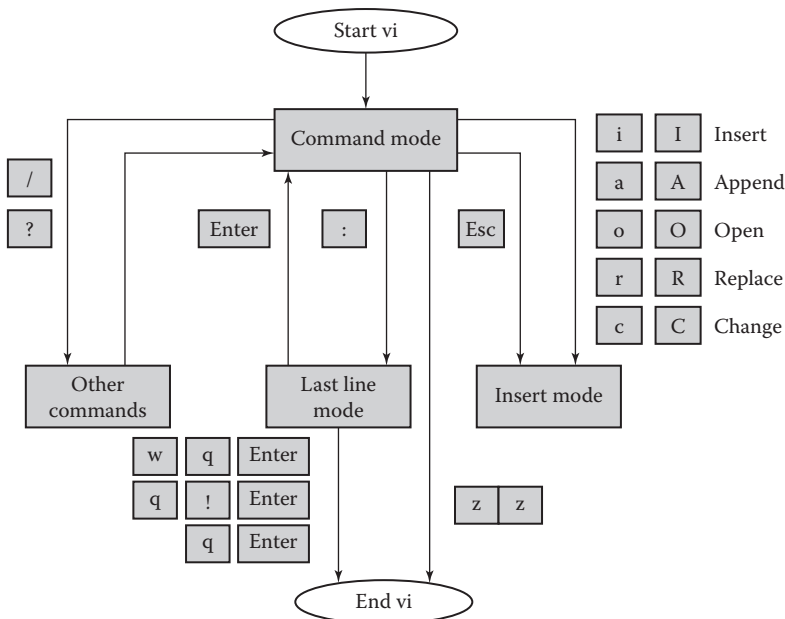 Start vi
Command mode
i I Insert
/
a A Append
?
Enter
:
Esc
o O Open
r R Replace
c C Change
Other
commands
Last line
mode
Insert mode
w q Enter
q ! Enter
q Enter
z z
End vi